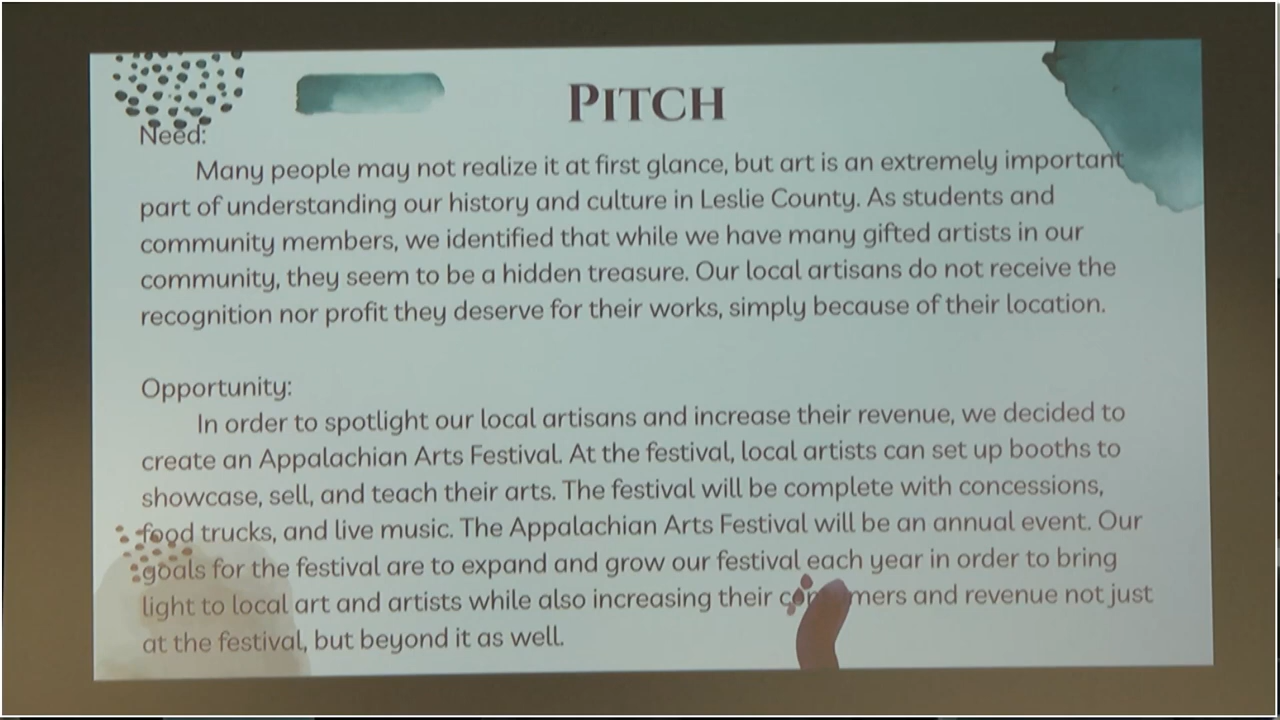 PITCH
Need:
Many people may not realize it at first glance, but art is an extremely important
part of understanding our history and culture in Leslie County. As students and
community members, we identified that while we have many gifted artists in our
community, they seem to be a hidden treasure. Our local artisans do not receive the
recognition nor profit they deserve for their works, simply because of their location.
Opportunity:
In order to spotlight our local artisans and increase their revenue, we decided to
create an Appalachian Arts Festival. At the festival, local artists can set up booths to
showcase, sell, and teach their arts. The festival will be complete with concessions,
food trucks, and live music. The Appalachian Arts Festival will be an annual event. Our
goals for the festival are to expand and grow our festival each year in order to bring
light to local art and artists while also increasing their and revenue not just
at the festival, but beyond it as well.